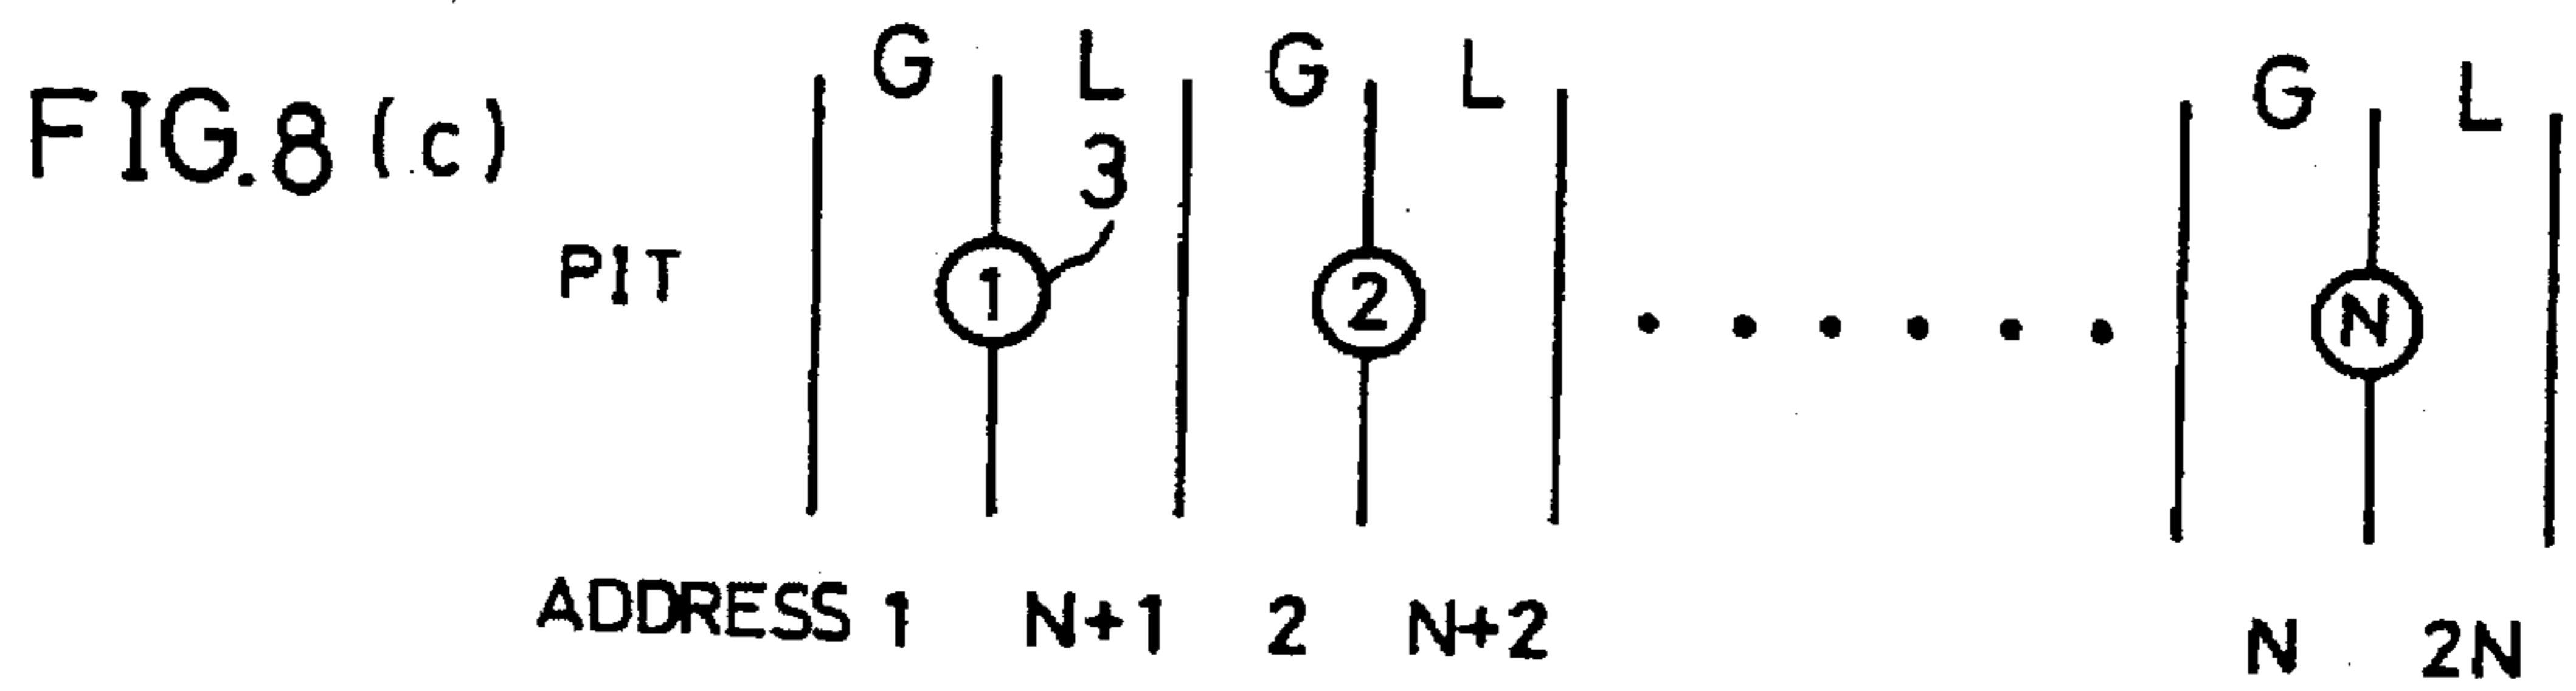 FIG.8 (c)
G L G L G L
3
PIT 1 2 ...... N
ADDRESS 1 N+1 2 N+2 N 2N